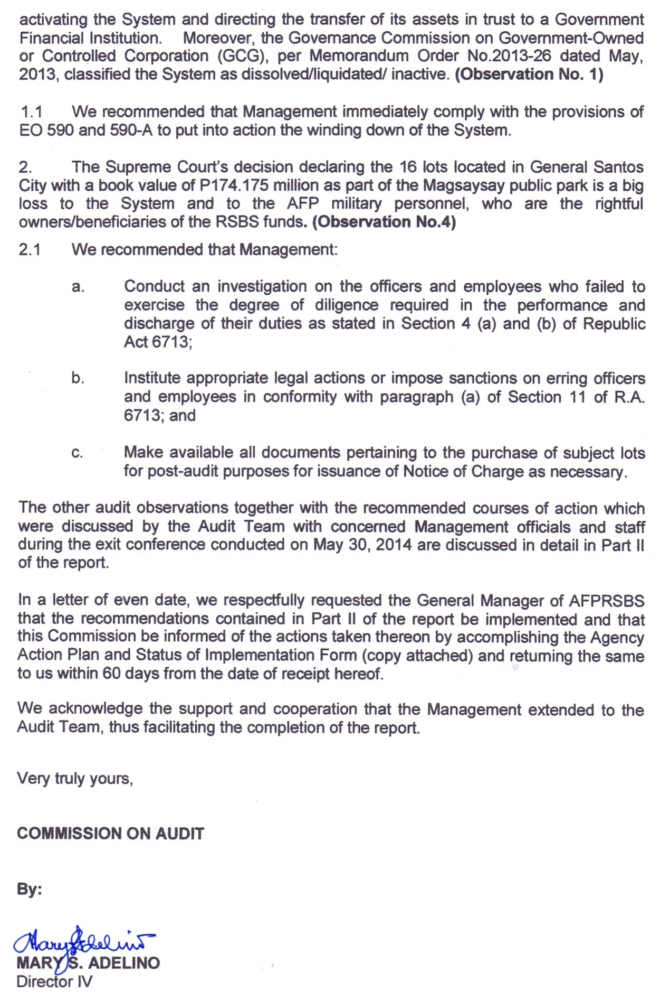 activating the System and directing the transfer of its assets in trust to a Government
Financial Institution. Moreover, the Governance Commission on Government-Owned
or Controlled Corporation (GCG), per Memorandum Order No.2013-26 dated May,
2013, classified the System as dissolved/liquidated/ inactive. (Observation No. 1)
1.1 We recommended that Management immediately comply with the provisions of
EO 590 and 590-A to put into action the winding down of the System.
2. The Supreme Court's decision declaring the 16 lots located in General Santos
City with a book value of P174.175 million as part of the Magsaysay public park is a big
loss to the System and to the AFP military personnel, who are the rightful
owners/beneficiaries of the RSBS funds. (Observation No.4)
2.1 We recommended that Management:
a. Conduct an investigation on the officers and employees who failed to
exercise the degree of diligence required in the performance and
discharge of their duties as stated in Section 4 (a) and (b) of Republic
Act 6713;
b. Institute appropriate legal actions or impose sanctions on erring officers
and employees in conformity with paragraph (a) of Section 11 of R.A.
6713; and
c. Make available all documents pertaining to the purchase of subject lots
for post-audit purposes for issuance of Notice of Charge as necessary.
The other audit observations together with the recommended courses of action which
were discussed by the Audit Team with concerned Management officials and staff
during the exit conference conducted on May 30, 2014 are discussed in detail in Part II
of the report.
In a letter of even date, we respectfully requested the General Manager of AFPRSBS
that the recommendations contained in Part II of the report be implemented and that
this Commission be informed of the actions taken thereon by accomplishing the Agency
Action Plan and Status of Implementation Form (copy attached) and returning the same
to us within 60 days from the date of receipt hereof.
We acknowledge the support and cooperation that the Management extended to the
Audit Team, thus facilitating the completion of the report.
Very truly yours,
COMMISSION ON AUDIT
By:
Mary S Adelino
MARY S. ADELINO
Director IV